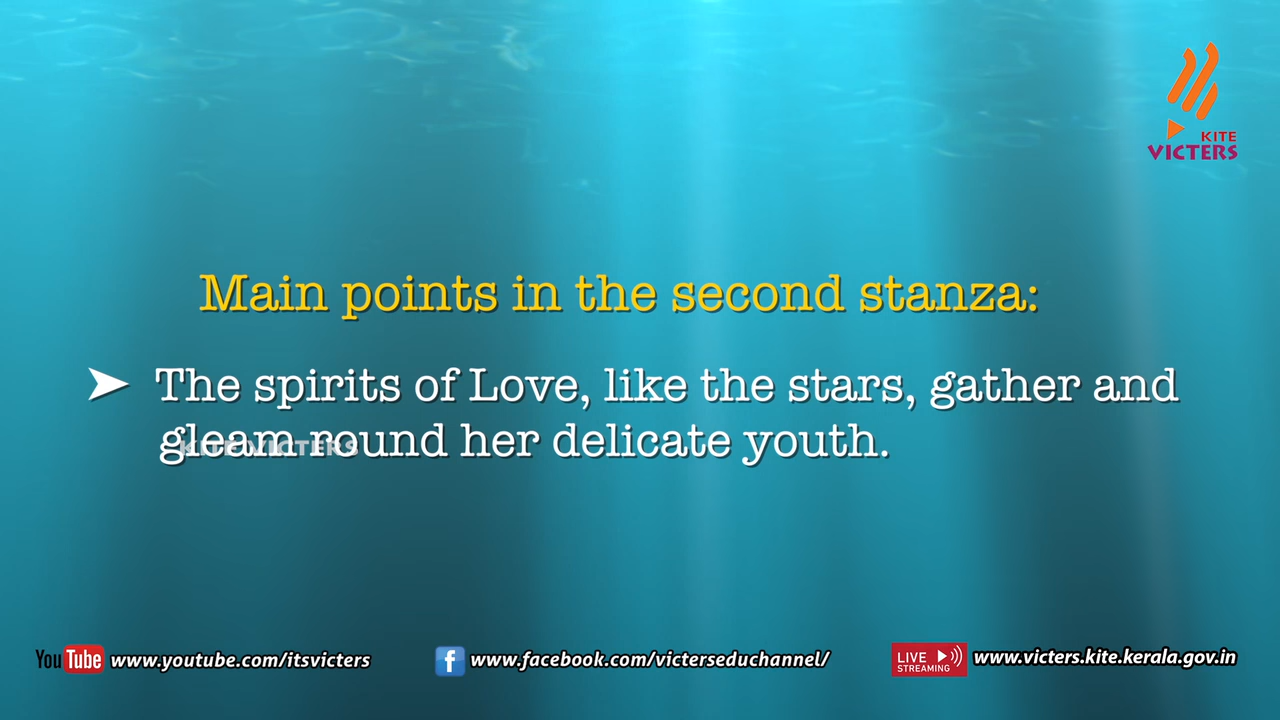 KITE
VICTERS
Main points in the second stanza:
➤ The spirits of Love, like the stars, gather and
gleam round her delicate youth.
KITE VICTERS
YouTube www.youtube.com/itsvicters
f www.facebook.com/victerseduchannel/
LIVE STREAMING www.victers.kite.kerala.gov.in